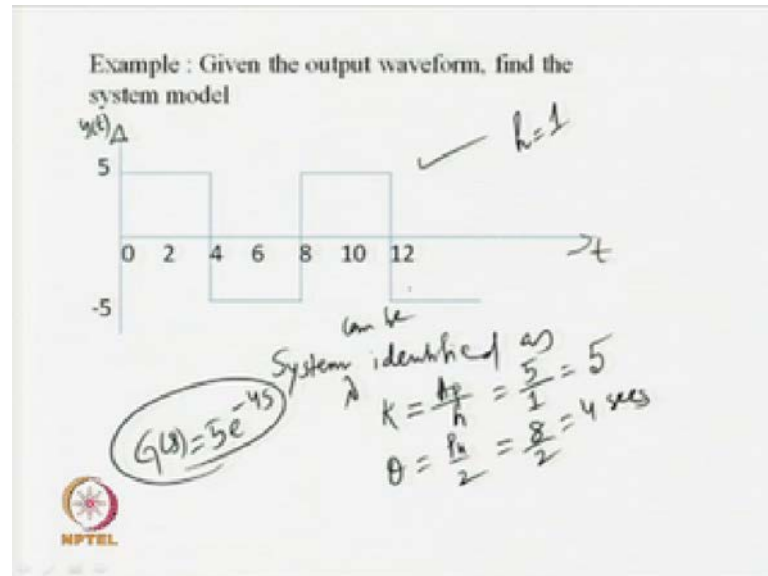 Example : Given the output waveform, find the
system model
y(t)
h=1
5
0 2 4 6 8 10 12
t
-5
can be
System identified as
K = Ap/h = 5/1 = 5
G(s)=5e^-4s
θ = Pu/2 = 8/2 = 4 secs
NPTEL